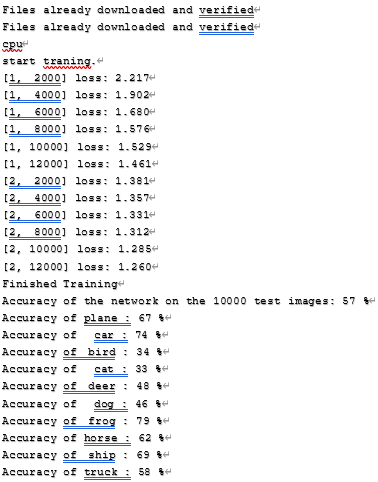 Files already downloaded and verified
Files already downloaded and verified
cpu
start traning.
[1,  2000] loss: 2.217
[1,  4000] loss: 1.902
[1,  6000] loss: 1.680
[1,  8000] loss: 1.576
[1, 10000] loss: 1.529
[1, 12000] loss: 1.461
[2,  2000] loss: 1.381
[2,  4000] loss: 1.357
[2,  6000] loss: 1.331
[2,  8000] loss: 1.312
[2, 10000] loss: 1.285
[2, 12000] loss: 1.260
Finished Training
Accuracy of the network on the 10000 test images: 57 %
Accuracy of plane : 67 %
Accuracy of   car : 74 %
Accuracy of  bird : 34 %
Accuracy of   cat : 33 %
Accuracy of  deer : 48 %
Accuracy of   dog : 46 %
Accuracy of  frog : 79 %
Accuracy of horse : 62 %
Accuracy of  ship : 69 %
Accuracy of truck : 58 %